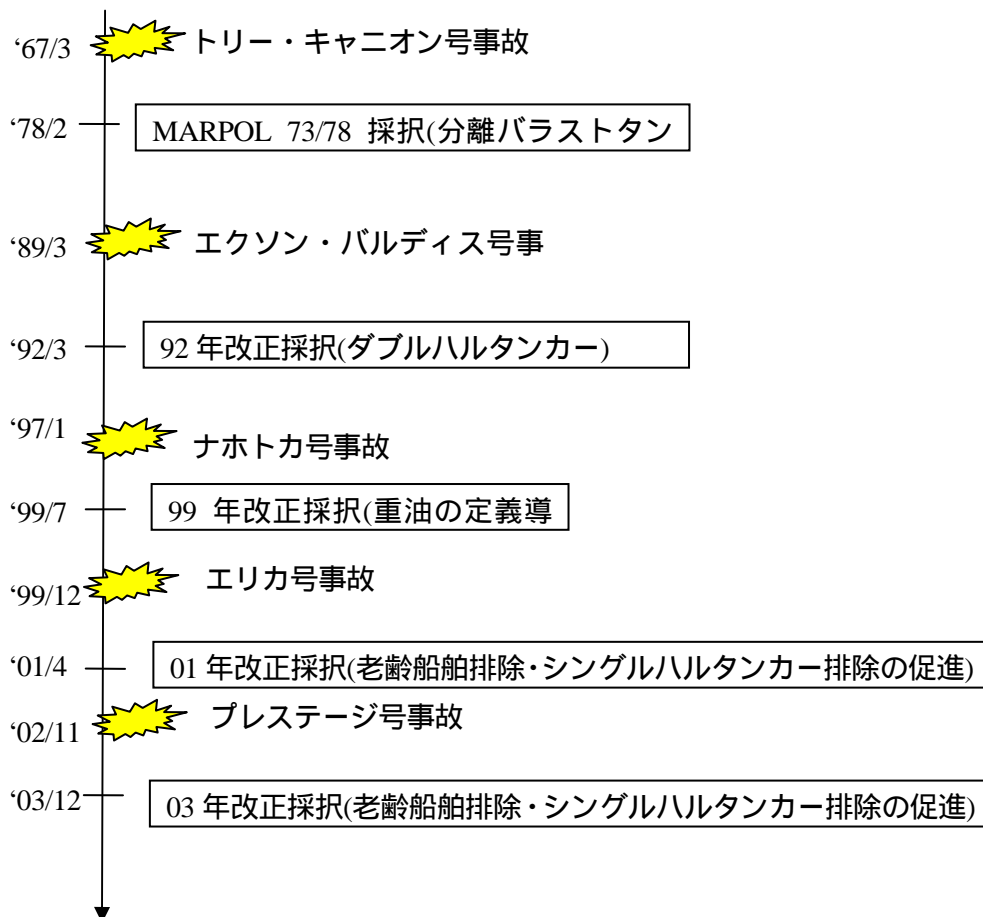 ‘67/3 トリー・キャニオン号事故
‘78/2 MARPOL 73/78 採択(分離バラストタン
‘89/3 エクソン・バルディス号事
‘92/3 92 年改正採択(ダブルハルタンカー)
‘97/1 ナホトカ号事故
‘99/7 99 年改正採択(重油の定義導
‘99/12 エリカ号事故
‘01/4 01 年改正採択(老齢船舶排除・シングルハルタンカー排除の促進)
‘02/11 プレステージ号事故
‘03/12 03 年改正採択(老齢船舶排除・シングルハルタンカー排除の促進)